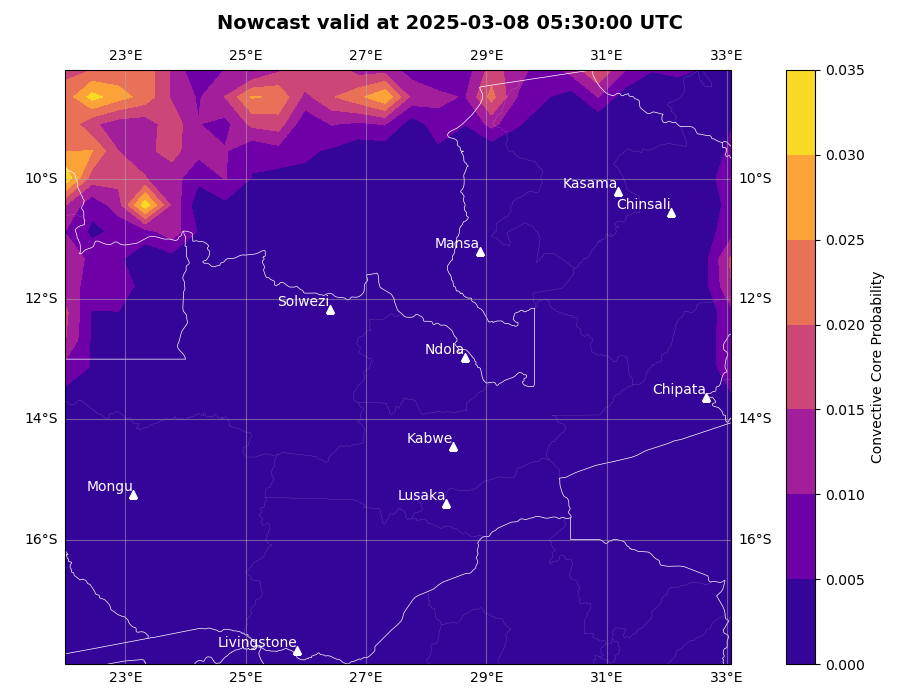 Nowcast valid at 2025-03-08 05:30:00 UTC
23°E 25°E 27°E 29°E 31°E 33°E
0.035
0.030
0.025
0.020
0.015
0.010
0.005
0.000
Convective Core Probability
10°S 10°S
12°S 12°S
14°S 14°S
16°S 16°S
Kasama
Chinsali
Mansa
Solwezi
Ndola
Chipata
Kabwe
Mongu
Lusaka
Livingstone
23°E 25°E 27°E 29°E 31°E 33°E